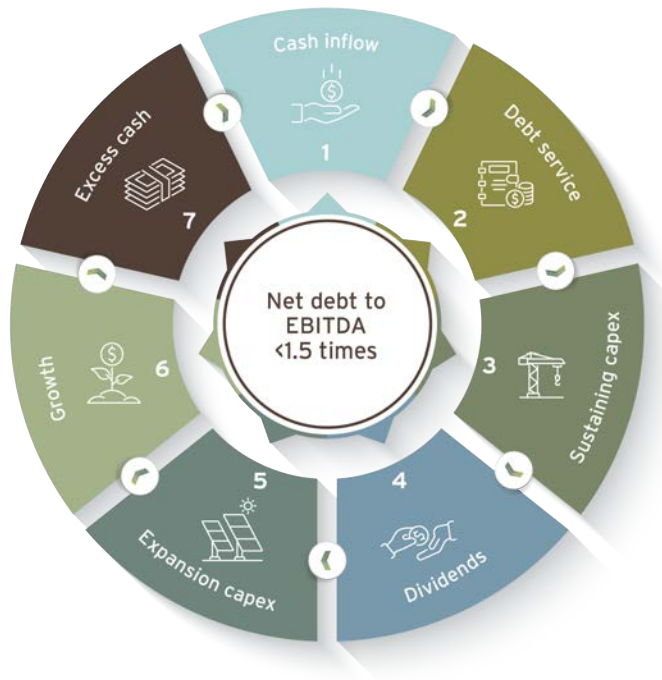 Cash inflow
1
Debt service
2
Sustaining capex
3
Dividends
4
Expansion capex
5
Growth
6
Excess cash
7
Net debt to
EBITDA
<1.5 times